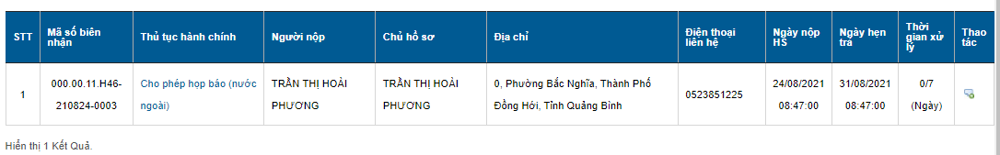 STT
Mã số biên
nhận
Thủ tục hành chính
Người nộp
Chủ hồ sơ
Địa chỉ
Điện thoại
liên hệ
Ngày nộp
HS
Ngày hẹn
trả
Thời
gian xử
lý
Thao
tác
1
000.00.11.H46-
210824-0003
Cho phép họp báo (nước
ngoài)
TRẦN THỊ HOÀI
PHƯƠNG
TRẦN THỊ HOÀI
PHƯƠNG
0, Phường Bắc Nghĩa, Thành Phố
Đồng Hới, Tỉnh Quảng Bình
0523851225
24/08/2021
08:47:00
31/08/2021
08:47:00
0/7
(Ngày)
Hiển thị 1 Kết Quả.